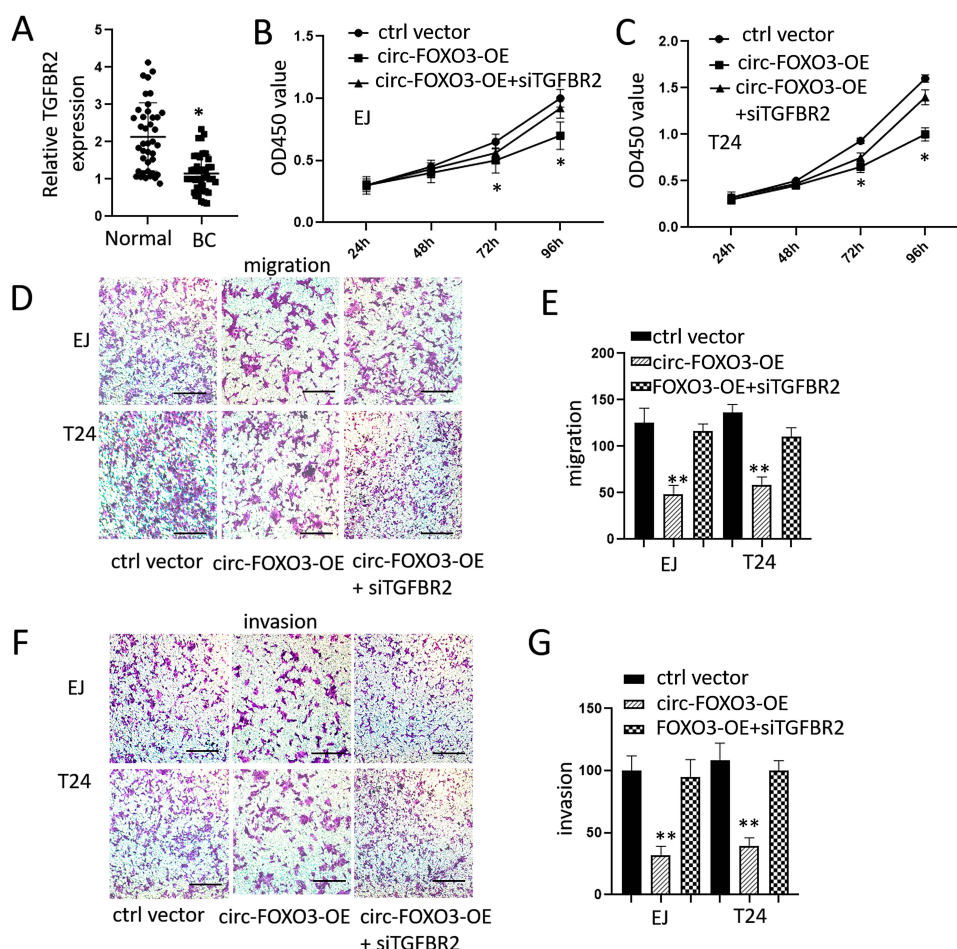 A
Relative TGFBR2
expression
5
4
3
2
1
0
*
Normal
BC
B
ctrl vector
circ-FOXO3-OE
circ-FOXO3-OE+siTGFBR2
OD450 value
1.5
1.0
0.5
0.0
EJ
*
*
24h
48h
72h
96h
C
ctrl vector
circ-FOXO3-OE
circ-FOXO3-OE
+siTGFBR2
OD450 value
2.0
1.5
1.0
0.5
0.0
T24
*
*
24h
48h
72h
96h
D
migration
EJ
T24
ctrl vector
circ-FOXO3-OE
circ-FOXO3-OE
+ siTGFBR2
E
ctrl vector
circ-FOXO3-OE
FOXO3-OE+siTGFBR2
migration
200
150
100
50
0
**
**
EJ
T24
F
invasion
EJ
T24
ctrl vector
circ-FOXO3-OE
circ-FOXO3-OE
+ siTGFBR2
G
ctrl vector
circ-FOXO3-OE
FOXO3-OE+siTGFBR2
invasion
150
100
50
0
**
**
EJ
T24